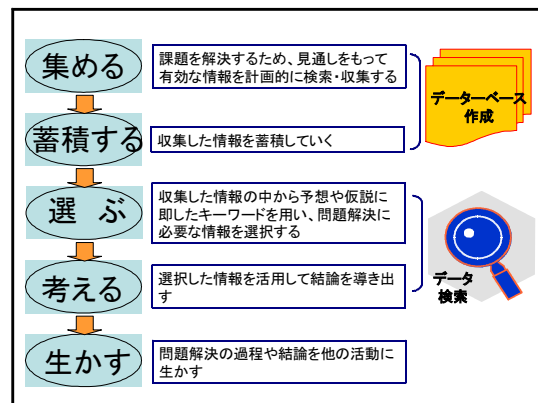 集める
課題を解決するため、見通しをもって
有効な情報を計画的に検索・収集する
データーベース
作成
蓄積する
収集した情報を蓄積していく
選 ぶ
収集した情報の中から予想や仮説に
即したキーワードを用い、問題解決に
必要な情報を選択する
考える
選択した情報を活用して結論を導き出
す
データ
検索
生かす
問題解決の過程や結論を他の活動に
生かす